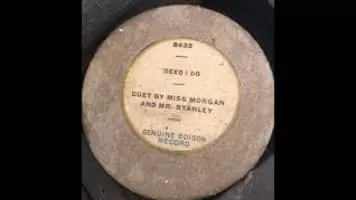 8435
'DEED I DO
DUET BY MISS MORGAN
AND MR. STANLEY
GENUINE EDISON
RECORD